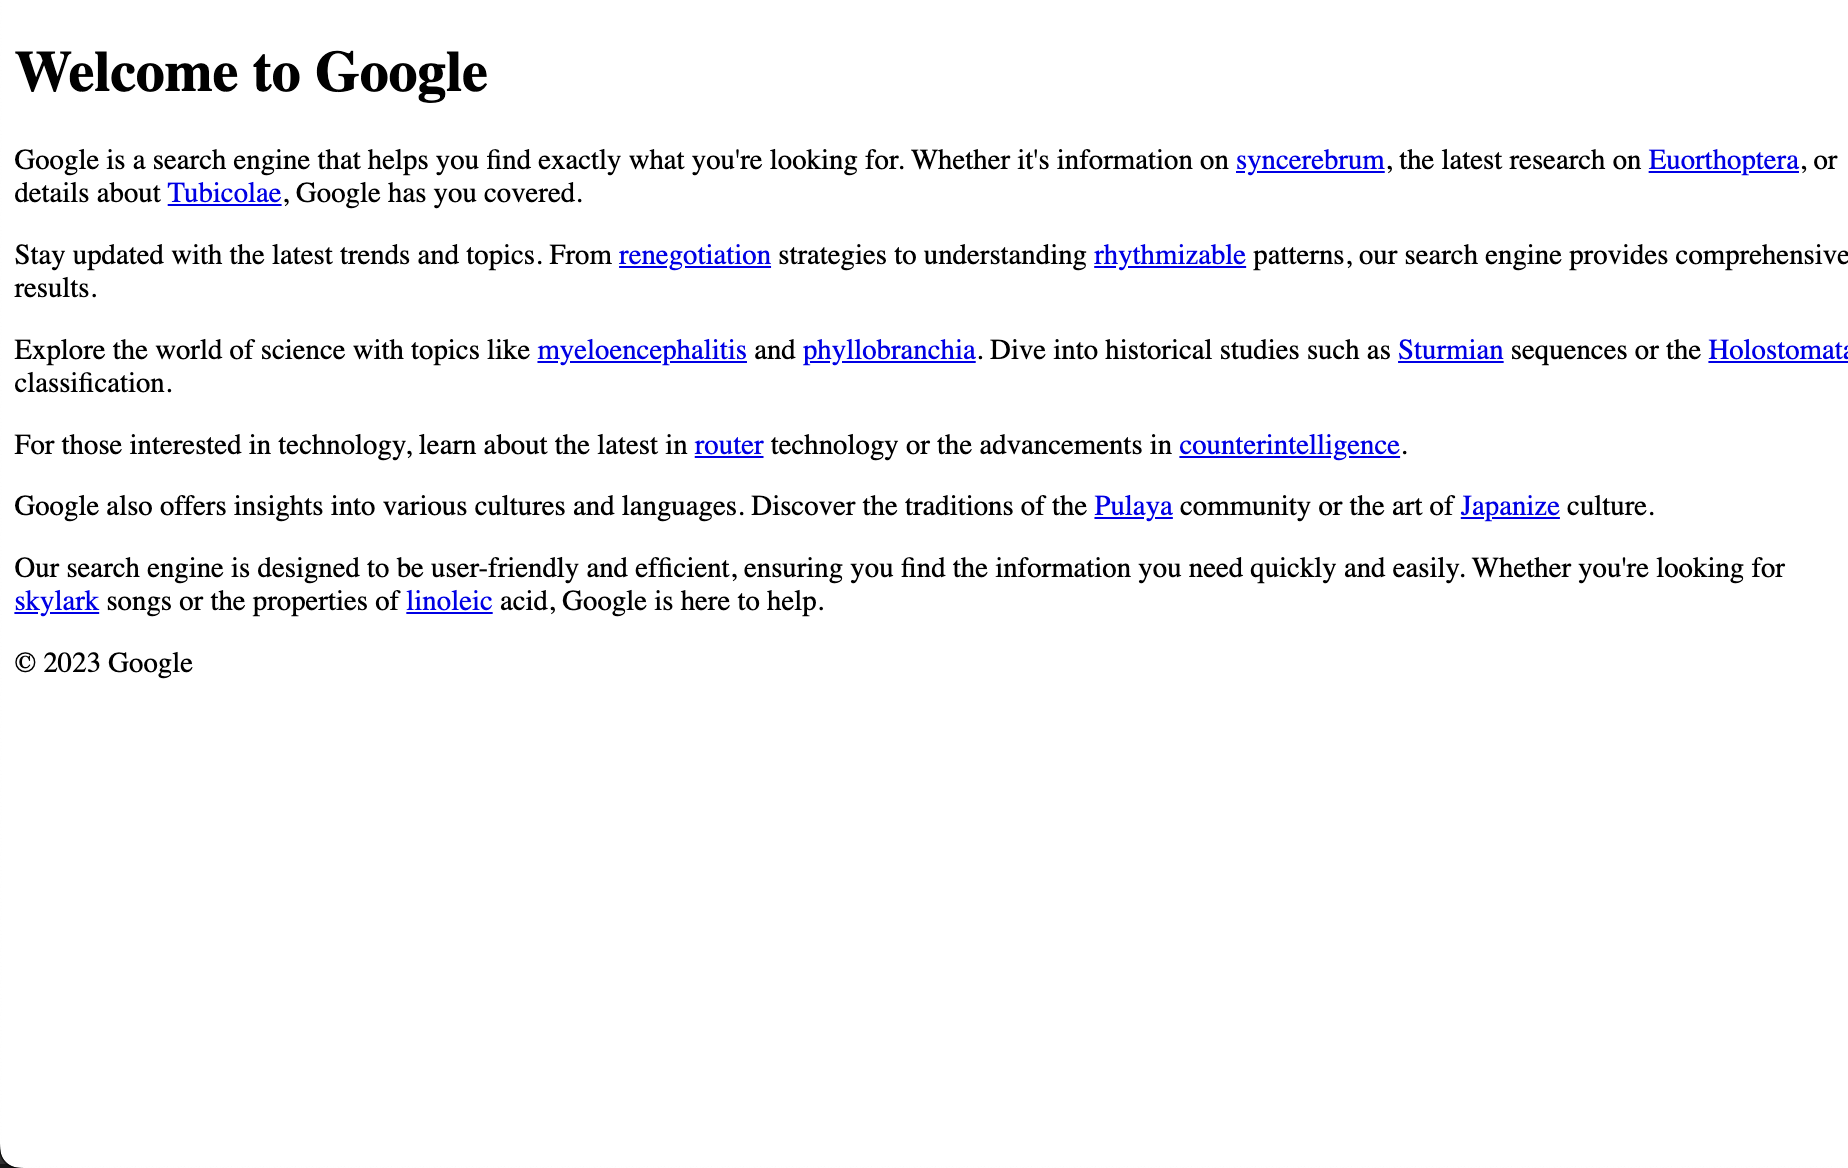 Welcome to Google
Google is a search engine that helps you find exactly what you're looking for. Whether it's information on syncerebrum, the latest research on Euorthoptera, or
details about Tubicolae, Google has you covered.
Stay updated with the latest trends and topics. From renegotiation strategies to understanding rhythmizable patterns, our search engine provides comprehensive
results.
Explore the world of science with topics like myeloencephalitis and phyllobranchia. Dive into historical studies such as Sturmian sequences or the Holostomata
classification.
For those interested in technology, learn about the latest in router technology or the advancements in counterintelligence.
Google also offers insights into various cultures and languages. Discover the traditions of the Pulaya community or the art of Japanize culture.
Our search engine is designed to be user-friendly and efficient, ensuring you find the information you need quickly and easily. Whether you're looking for
skylark songs or the properties of linoleic acid, Google is here to help.
© 2023 Google